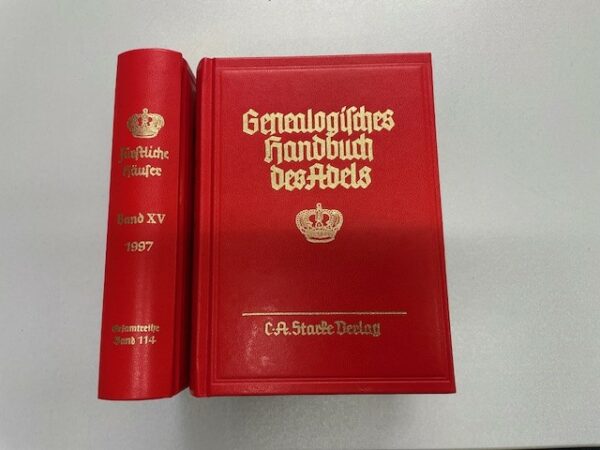 Fürstliche
Häuser
Band XV
1997
Gesamtreihe
Band 114
Genealogisches
Handbuch
des Adels
C.A. Starke Verlag